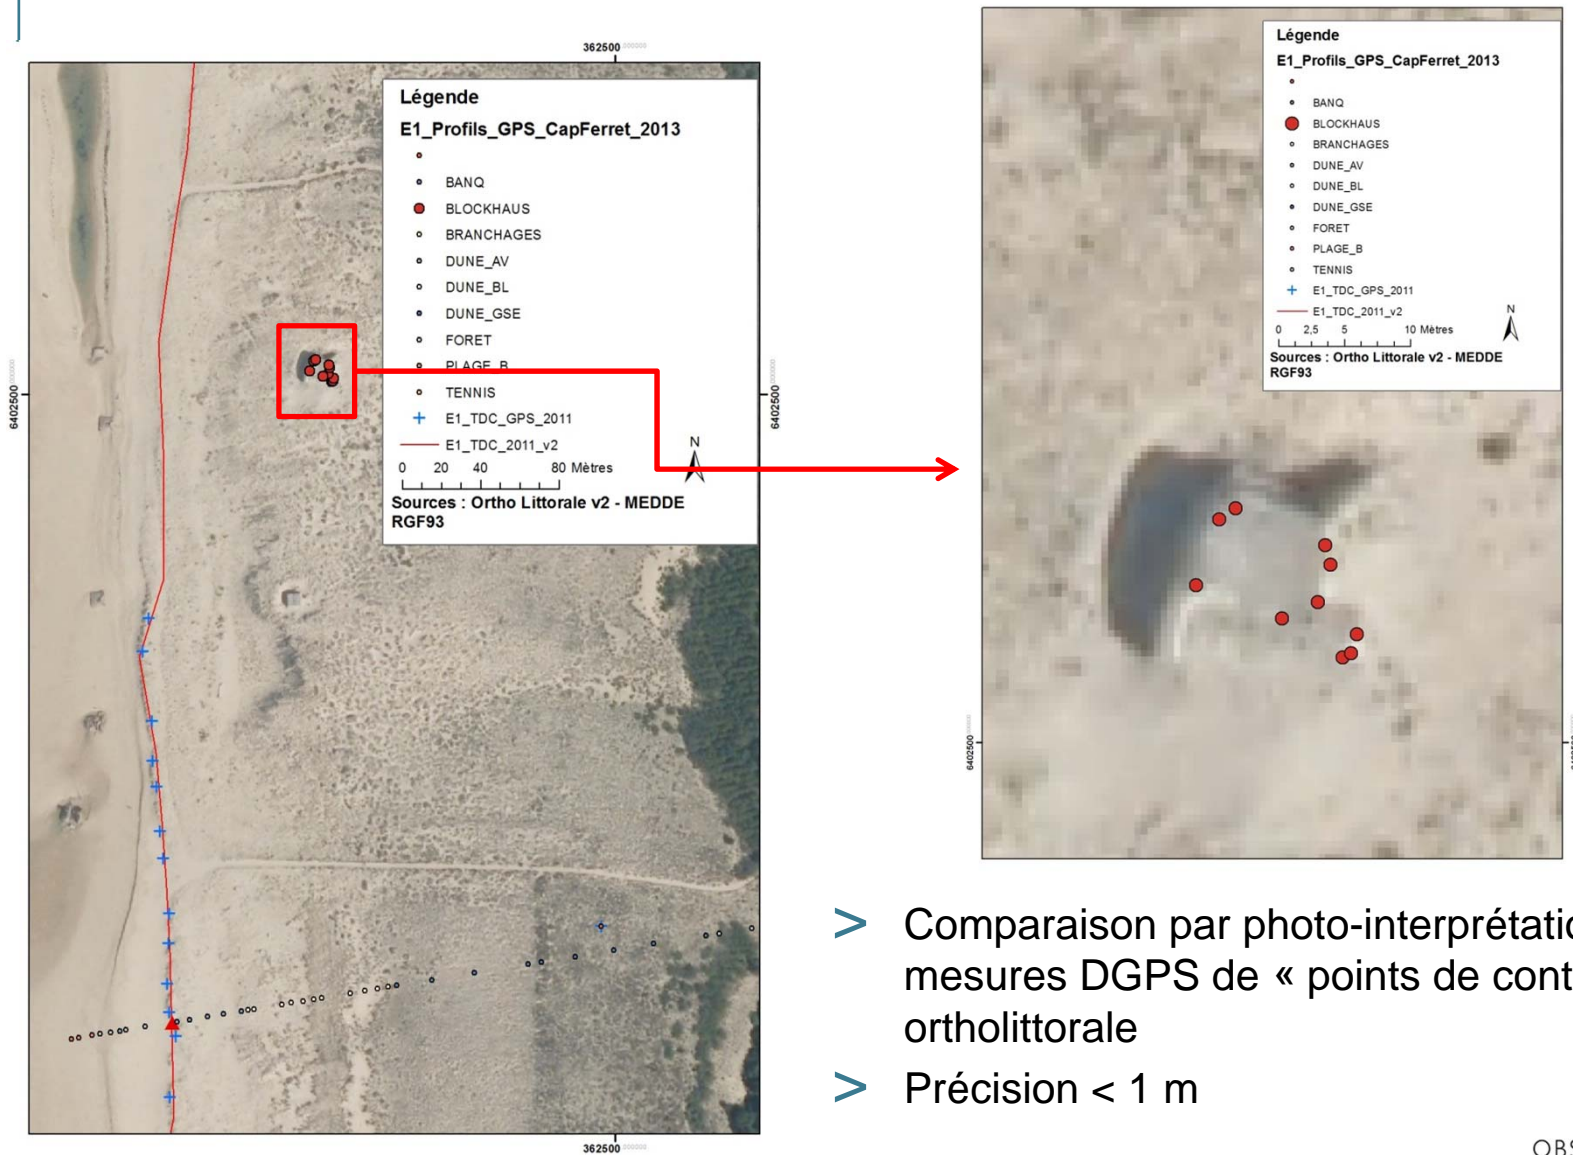 362500
Légende
E1_Profils_GPS_CapFerret_2013
BANQ
BLOCKHAUS
BRANCHAGES
DUNE_AV
DUNE_BL
DUNE_GSE
FORET
PLAGE_B
TENNIS
E1_TDC_GPS_2011
E1_TDC_2011_v2
N
0 20 40 80 Mètres
Sources : Ortho Littorale v2 - MEDDE
RGF93
6402500
6402500
362500
Légende
E1_Profils_GPS_CapFerret_2013
BANQ
BLOCKHAUS
BRANCHAGES
DUNE_AV
DUNE_BL
DUNE_GSE
FORET
PLAGE_B
TENNIS
E1_TDC_GPS_2011
E1_TDC_2011_v2
N
0 2,5 5 10 Mètres
Sources : Ortho Littorale v2 - MEDDE
RGF93
6402500
> Comparaison par photo-interprétatio
mesures DGPS de « points de cont
ortholittorale
> Précision < 1 m
OBS